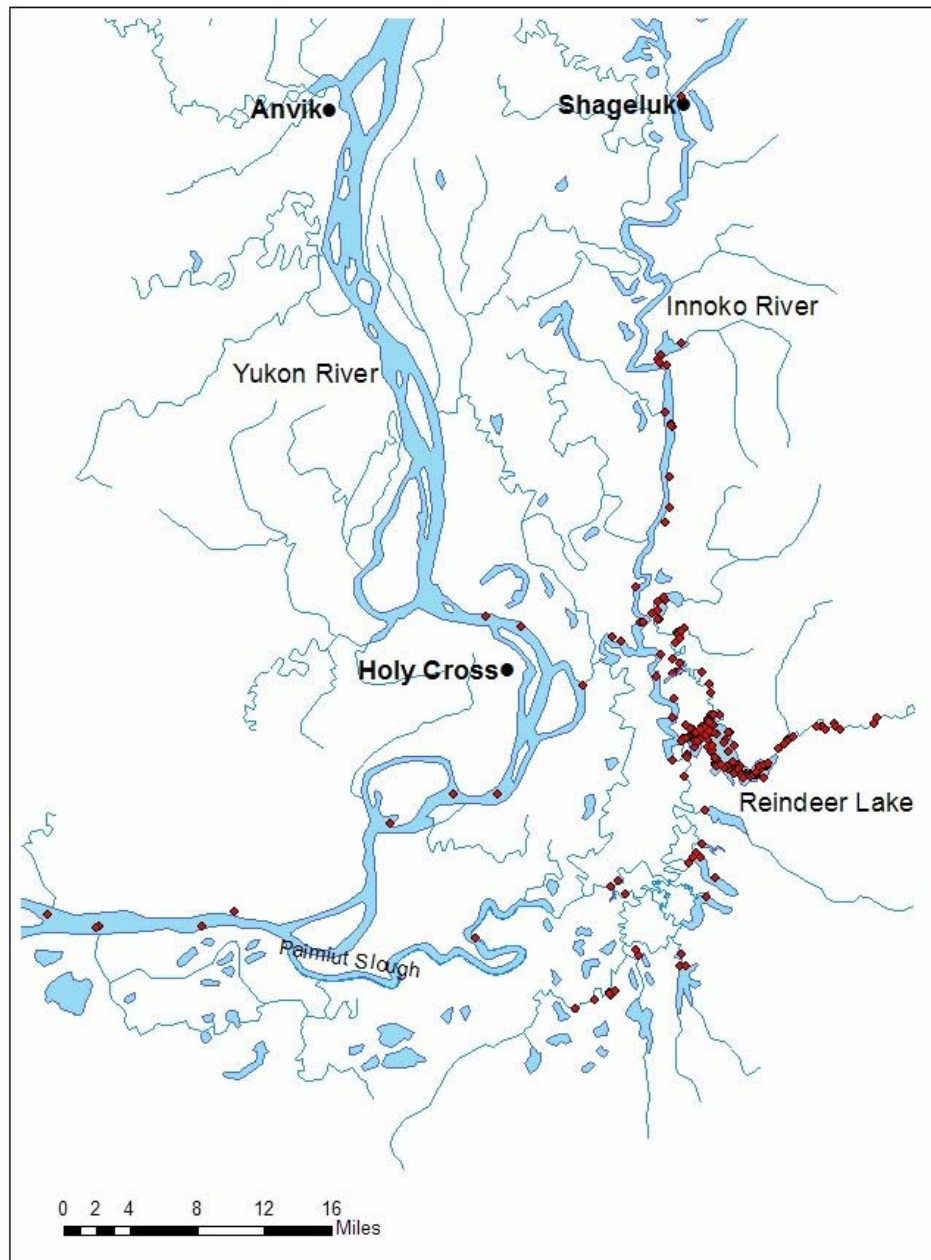 Anvik
Shageluk
Innoko River
Yukon River
Holy Cross
Reindeer Lake
Paimiut Slough
0 2 4 8 12 16
Miles